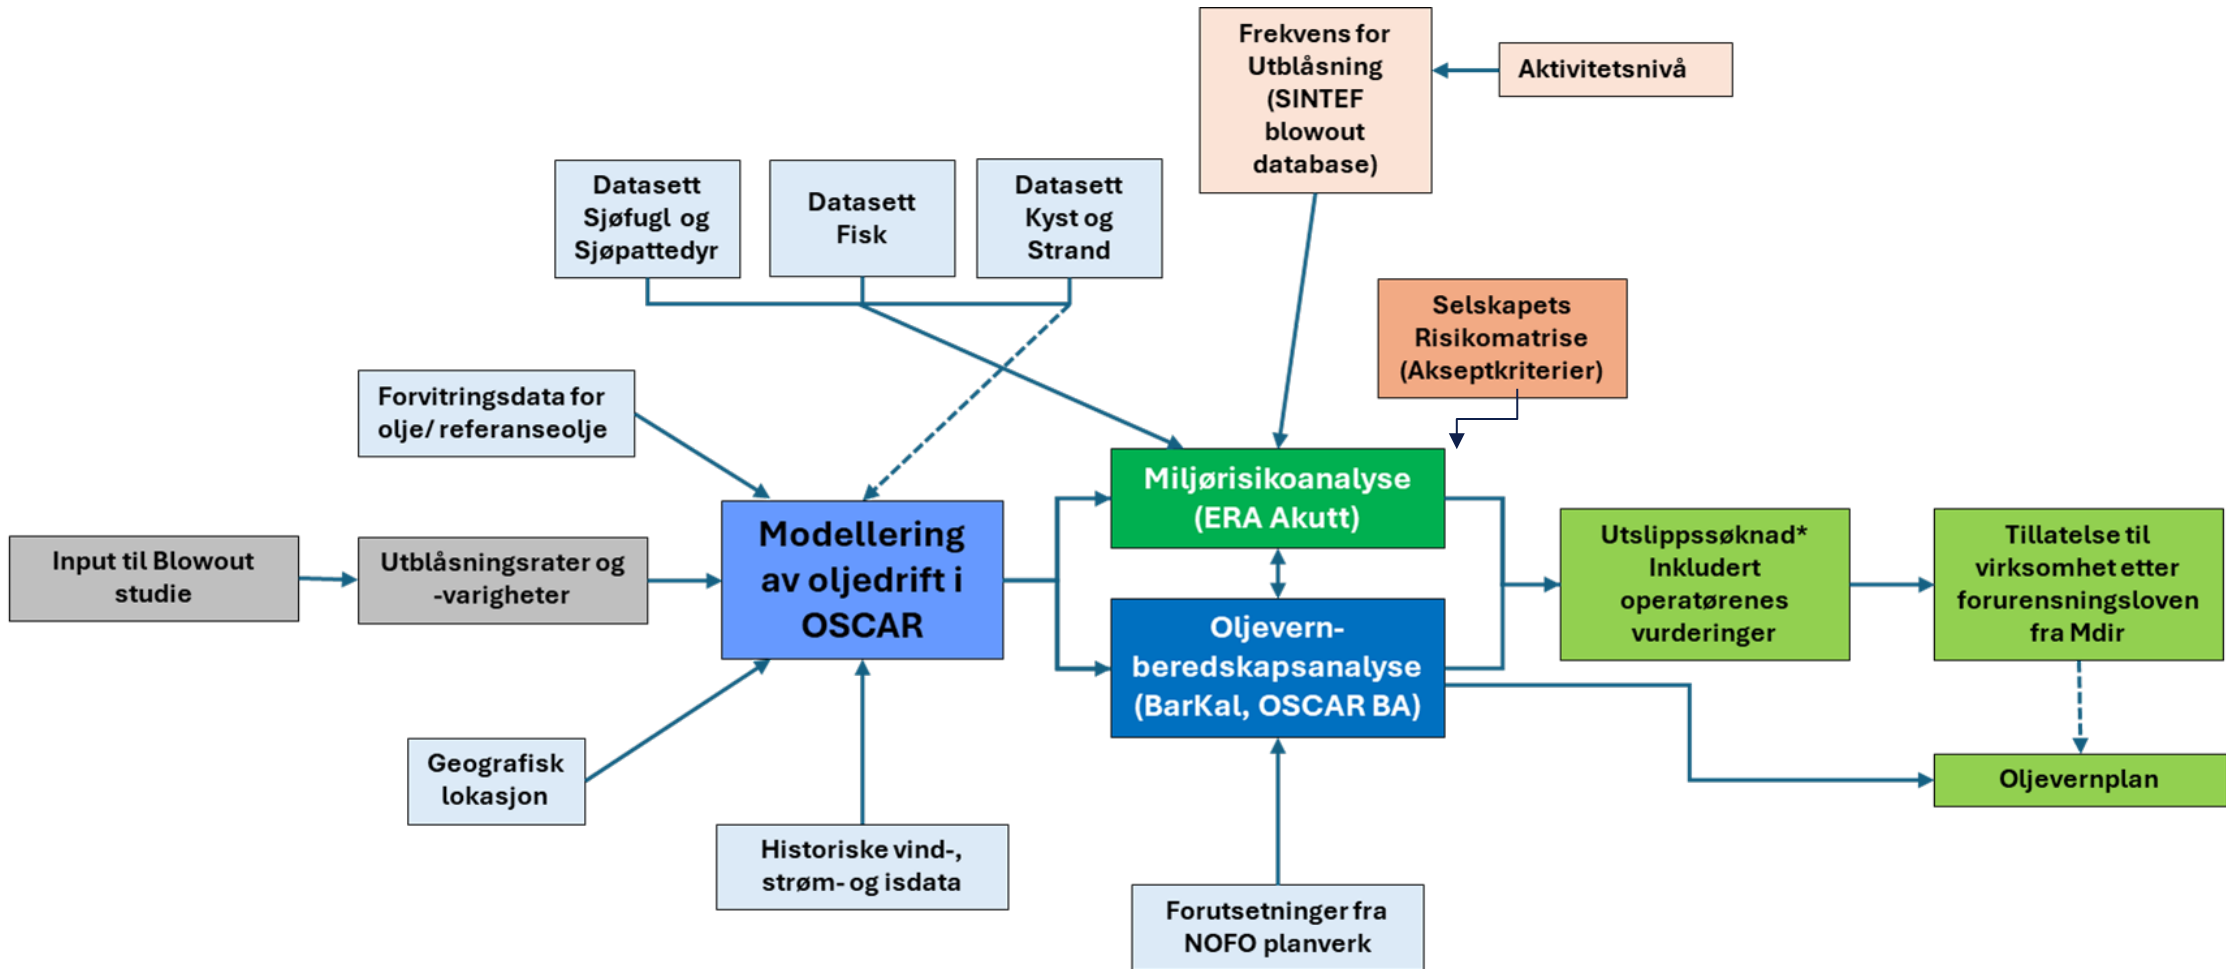 Frekvens for
Utblåsning
(SINTEF
blowout
database)
Aktivitetsnivå
Datasett
Sjøfugl og
Sjøpattedyr
Datasett
Fisk
Datasett
Kyst og
Strand
Selskapets
Risikomatrise
(Akseptkriterier)
Forvitringsdata for
olje/ referanseolje
Input til Blowout
studie
Utblåsningsrater og
-varigheter
Modellering
av oljedrift i
OSCAR
Miljørisikoanalyse
(ERA Akutt)
Oljevern-
beredskapsanalyse
(BarKal, OSCAR BA)
Utslippssøknad*
Inkludert
operatørenes
vurderinger
Tillatelse til
virksomhet etter
forurensningsloven
fra Mdir
Geografisk
lokasjon
Historiske vind-,
strøm- og isdata
Forutsetninger fra
NOFO planverk
Oljevernplan